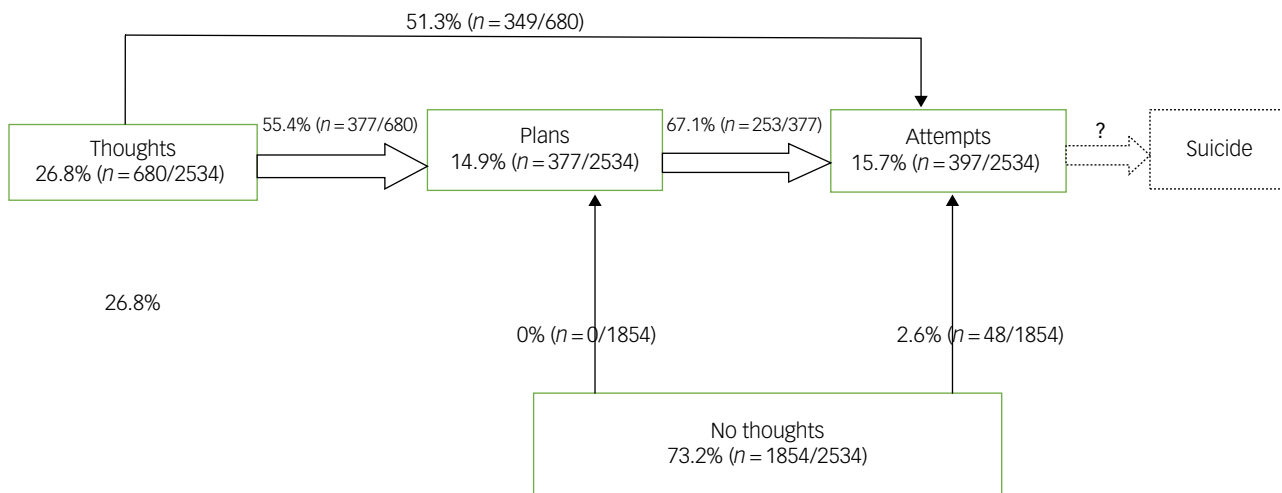 51.3% (n = 349/680)
Thoughts
26.8% (n = 680/2534)
55.4% (n = 377/680)
Plans
14.9% (n = 377/2534)
67.1% (n = 253/377)
Attempts
15.7% (n = 397/2534)
?
Suicide
26.8%
0% (n = 0/1854)
2.6% (n = 48/1854)
No thoughts
73.2% (n = 1854/2534)